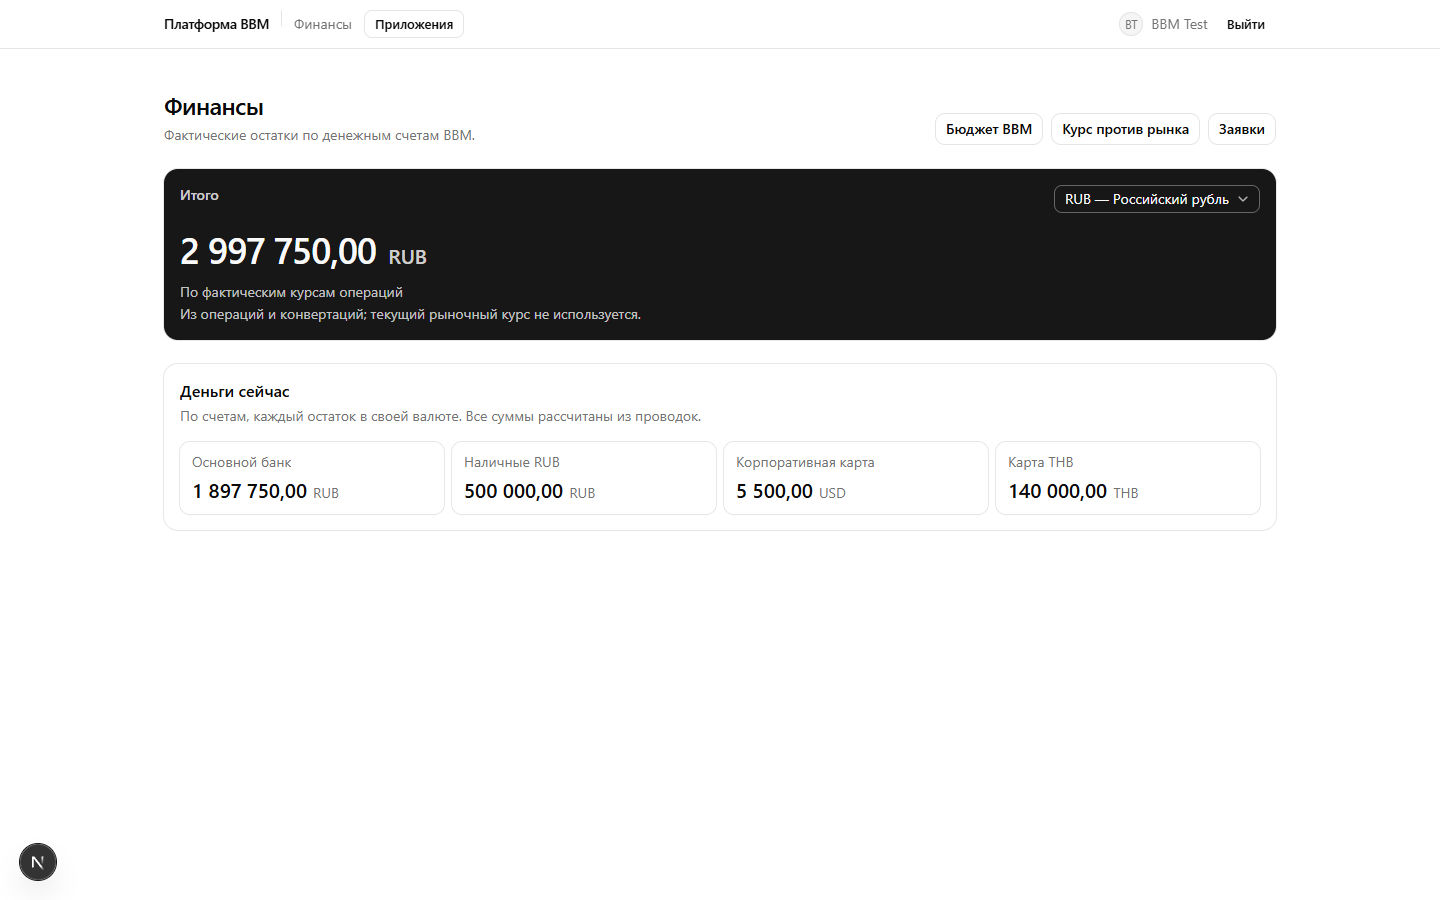 Платформа BBM
Финансы
Приложения
BT
BBM Test
Выйти
Финансы
Фактические остатки по денежным счетам BBM.
Бюджет BBM
Курс против рынка
Заявки
Итого
RUB — Российский рубль
2 997 750,00 RUB
По фактическим курсам операций
Из операций и конвертаций; текущий рыночный курс не используется.
Деньги сейчас
По счетам, каждый остаток в своей валюте. Все суммы рассчитаны из проводок.
Основной банк
1 897 750,00 RUB
Наличные RUB
500 000,00 RUB
Корпоративная карта
5 500,00 USD
Карта THB
140 000,00 THB
N